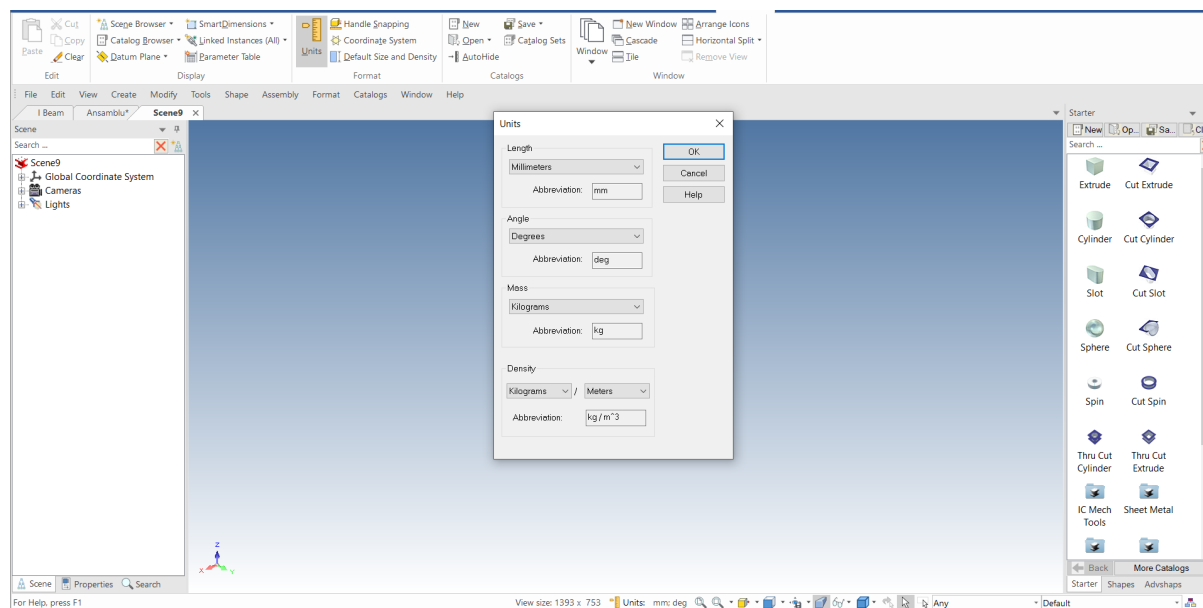 Cut
Scene Browser
SmartDimensions
Handle Snapping
New
Save
New Window
Arrange Icons
Copy
Catalog Browser
Linked Instances (All)
Coordinate System
Open
Catalog Sets
Cascade
Horizontal Split
Paste
Clear
Datum Plane
Parameter Table
Units
Default Size and Density
AutoHide
Window
Tile
Remove View
Edit
Display
Format
Catalogs
Window
File Edit View Create Modify Tools Shape Assembly Format Catalogs Window Help
I Beam Ansamblu* Scene9
Scene
Search ...
Scene9
Global Coordinate System
Cameras
Lights
Units
Length
Millimeters
Abbreviation: mm
Angle
Degrees
Abbreviation: deg
Mass
Kilograms
Abbreviation: kg
Density
Kilograms / Meters
Abbreviation: kg / m^3
OK
Cancel
Help
Z
X
Y
Starter
New Op... Sa... Cl
Search ...
Extrude Cut Extrude
Cylinder Cut Cylinder
Slot Cut Slot
Sphere Cut Sphere
Spin Cut Spin
Thru Cut Thru Cut
Cylinder Extrude
IC Mech Sheet Metal
Tools
Back More Catalogs
Starter Shapes Advshaps
Scene Properties Search
For Help, press F1
View size: 1393 x 753 Units: mm; deg Any Default